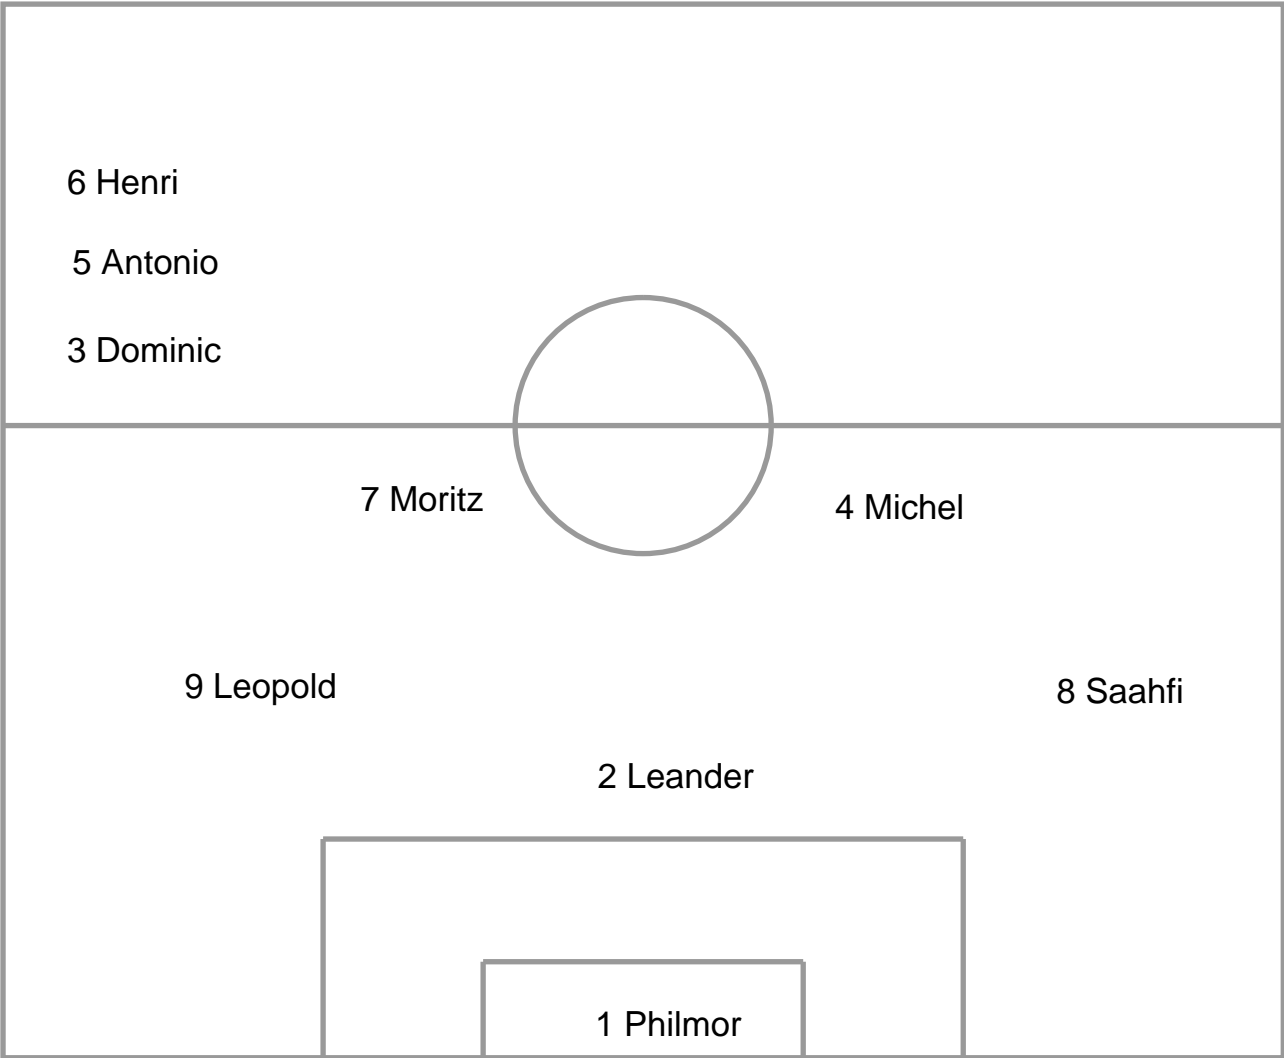 6 Henri
5 Antonio
3 Dominic
7 Moritz
4 Michel
9 Leopold
8 Saahfi
2 Leander
1 Philmor